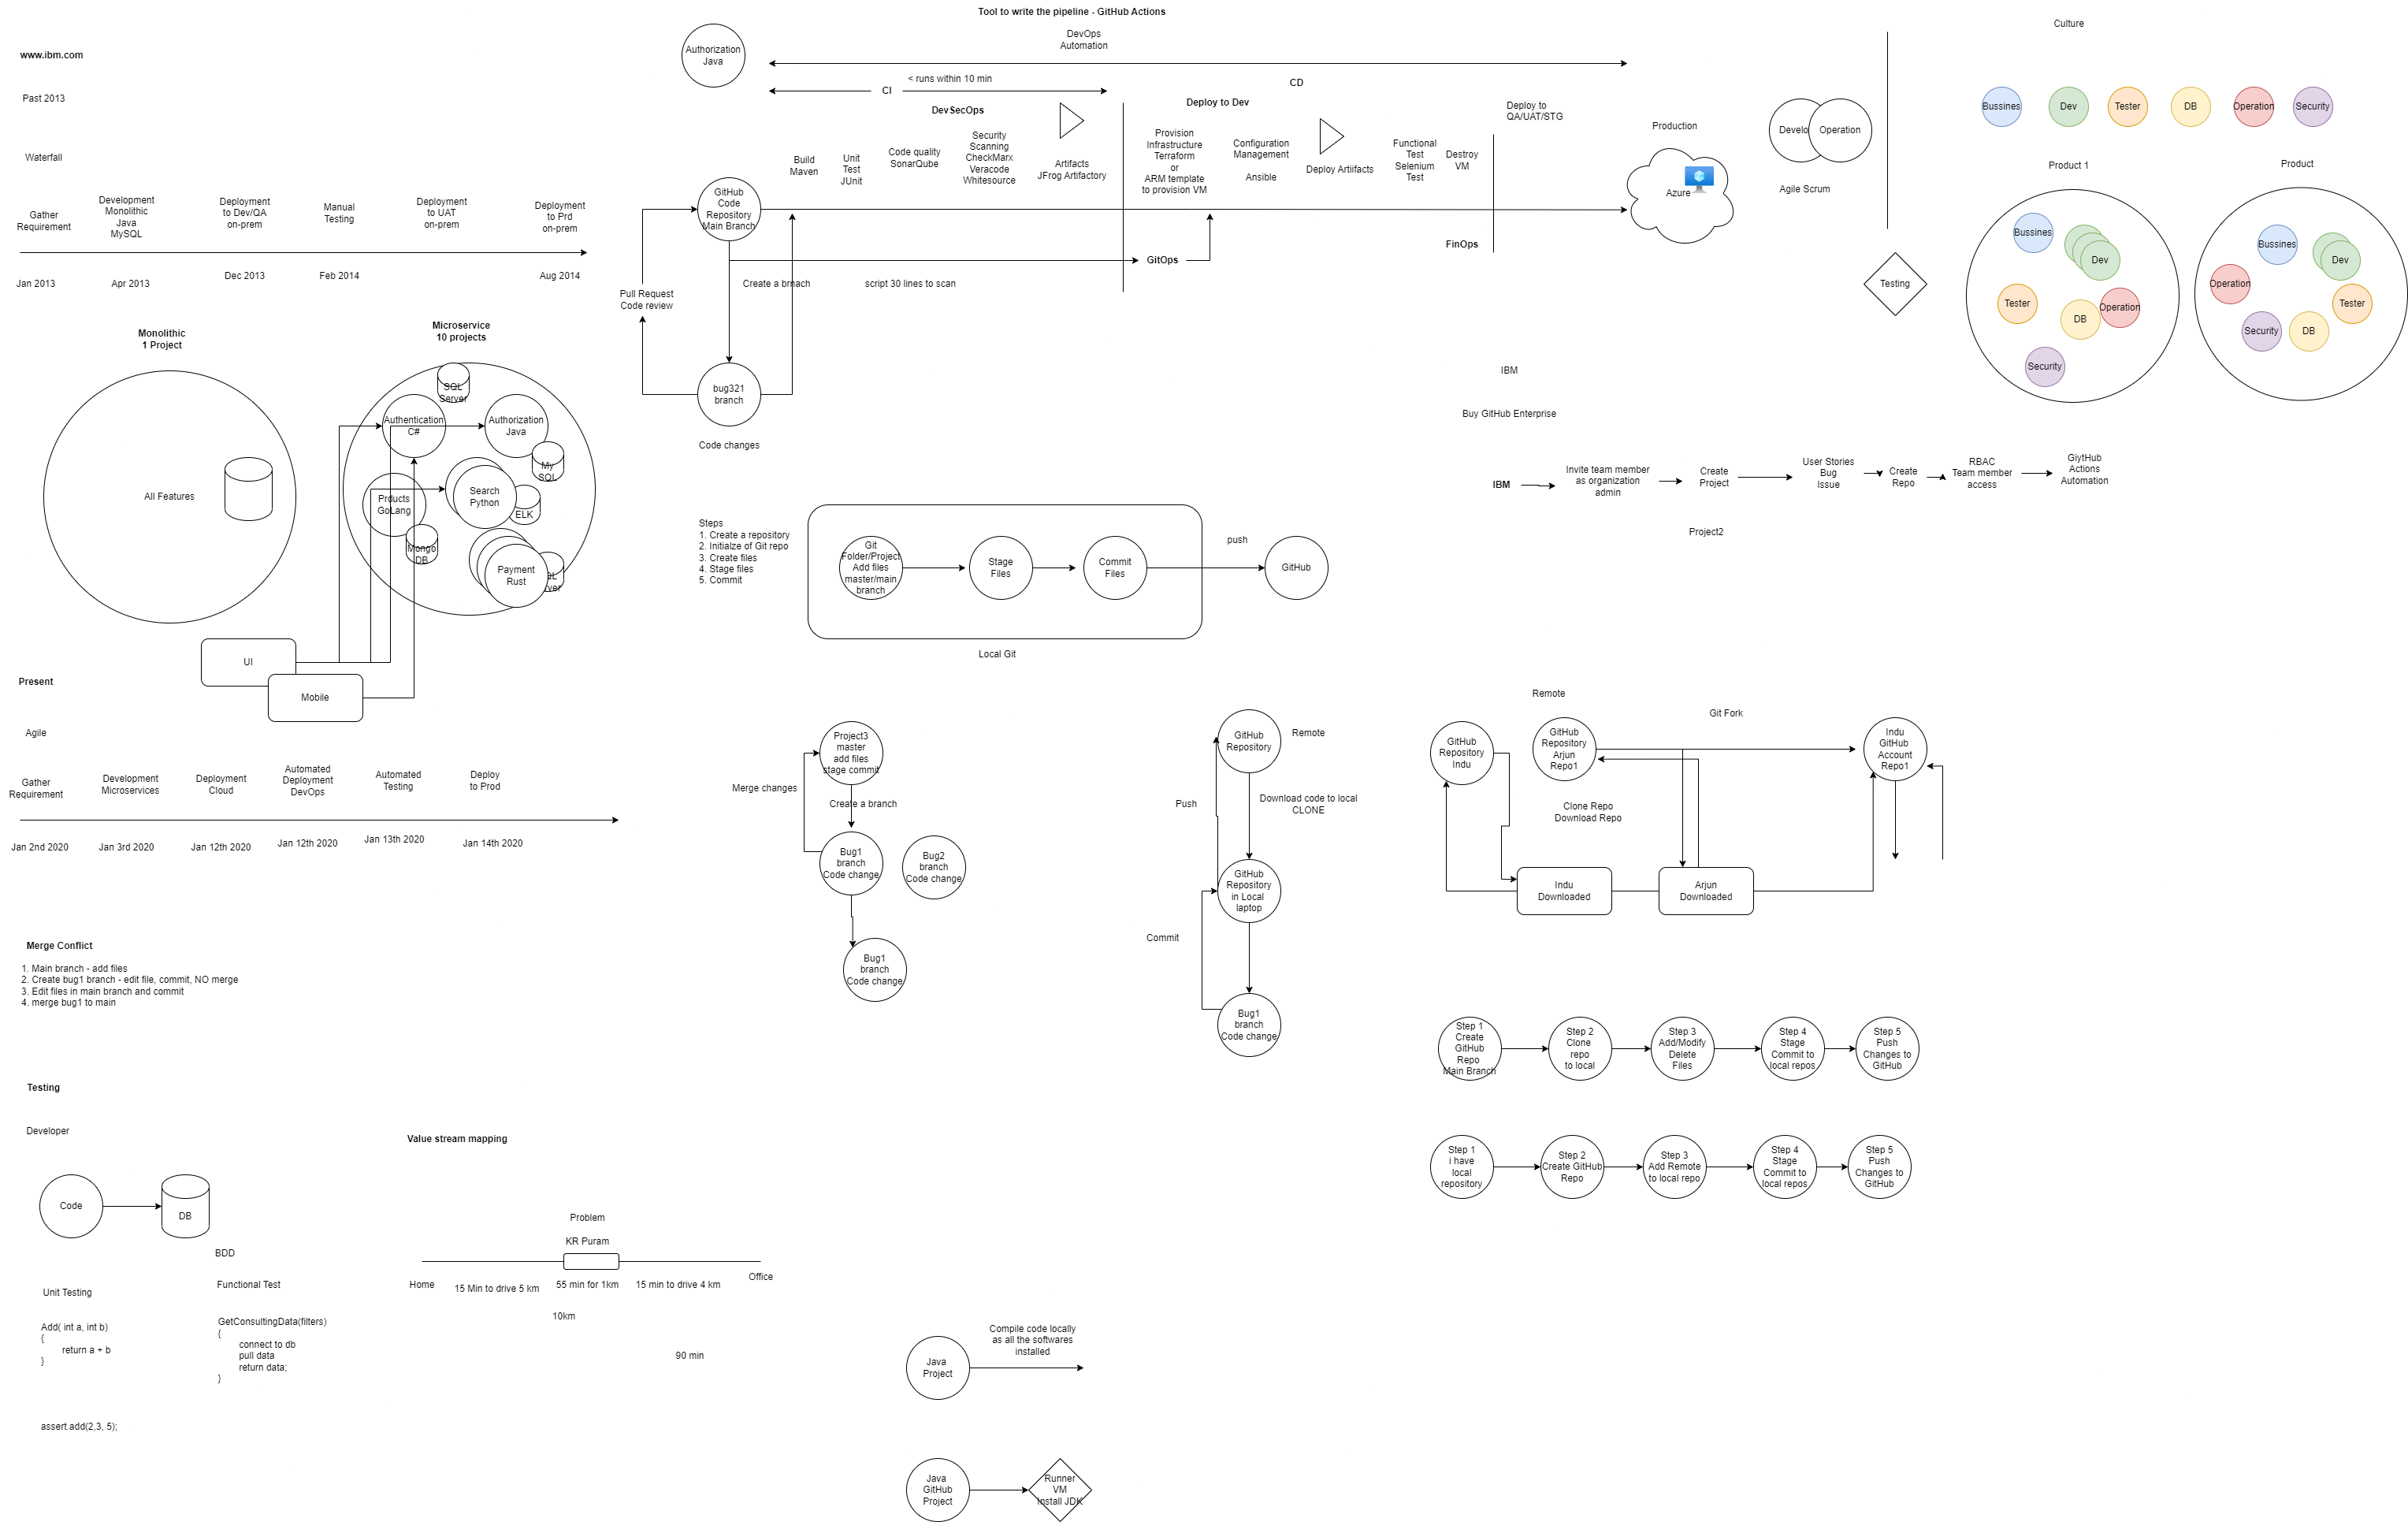 Tool to write the pipeline - GitHub Actions
Culture
DevOps
Automation
Authorization
Java
www.ibm.com
< runs within 10 min
CI
CD
Past 2013
DevSecOps
Deploy to Dev
Deploy to
QA/UAT/STG
Bussines
Dev
Tester
DB
Operation
Security
Production
Develo
Operation
Waterfall
Build
Maven
Unit
Test
JUnit
Code quality
SonarQube
Security
Scanning
CheckMarx
Veracode
Whitesource
Artifacts
JFrog Artifactory
Provision
Infrastructure
Terraform
or
ARM template
to provision VM
Configuration
Management
Ansible
Deploy Artiifacts
Functional
Test
Selenium
Test
Destroy
VM
Azure
Agile Scrum
Product 1
Product
Gather
Requirement
Development
Monolithic
Java
MySQL
Deployment
to Dev/QA
on-prem
Manual
Testing
Deployment
to UAT
on-prem
Deployment
to Prd
on-prem
GitHub
Code
Repository
Main Branch
FinOps
GitOps
Jan 2013
Apr 2013
Dec 2013
Feb 2014
Aug 2014
Pull Request
Code review
Create a brnach
script 30 lines to scan
Testing
Bussines
Dev
Tester
DB
Operation
Security
Bussines
Dev
Operation
Tester
Security
DB
Monolithic
1 Project
Microservice
10 projects
All Features
SQL
Server
Authentication
C#
Authorization
Java
My
SQL
Prducts
GoLang
Search
Python
ELK
Mongo
DB
Payment
Rust
QL
rver
UI
Mobile
bug321
branch
Code changes
IBM
Buy GitHub Enterprise
IBM
Invite team member
as organization
admin
Create
Project
User Stories
Bug
Issue
Create
Repo
RBAC
Team member
access
GiytHub
Actions
Automation
Project2
Steps
1. Create a repository
2. Initialze of Git repo
3. Create files
4. Stage files
5. Commit
Git
Folder/Project
Add files
master/main
branch
Stage
Files
Commit
Files
push
GitHub
Local Git
Present
Agile
Gather
Requirement
Development
Microservices
Deployment
Cloud
Automated
Deployment
DevOps
Automated
Testing
Deploy
to Prod
Jan 2nd 2020
Jan 3rd 2020
Jan 12th 2020
Jan 12th 2020
Jan 13th 2020
Jan 14th 2020
Project3
master
add files
stage commit
Merge changes
Create a branch
Bug1
branch
Code change
Bug2
branch
Code change
Bug1
branch
Code change
GitHub
Repository
Remote
Push
Download code to local
CLONE
GitHub
Repository
in Local
laptop
Commit
Bug1
branch
Code change
Remote
Git Fork
GitHub
Repository
Indu
GitHub
Repository
Arjun
Repo1
Indu
GitHub
Account
Repo1
Clone Repo
Download Repo
Indu
Downloaded
Arjun
Downloaded
Merge Conflict
1. Main branch - add files
2. Create bug1 branch - edit file, commit, NO merge
3. Edit files in main branch and commit
4. merge bug1 to main
Step 1
Create
GitHub
Repo
Main Branch
Step 2
Clone
repo
to local
Step 3
Add/Modify
Delete
Files
Step 4
Stage
Commit to
local repos
Step 5
Push
Changes to
GitHub
Step 1
i have
local
repository
Step 2
Create GitHub
Repo
Step 3
Add Remote
to local repo
Step 4
Stage
Commit to
local repos
Step 5
Push
Changes to
GitHub
Testing
Developer
Code
DB
BDD
Unit Testing
Functional Test
Add( int a, int b)
{
return a + b
}
GetConsultingData(filters)
{
connect to db
pull data
return data;
}
assert.add(2,3, 5);
Value stream mapping
Problem
KR Puram
Home
15 Min to drive 5 km
55 min for 1km
15 min to drive 4 km
Office
10km
90 min
Java
Project
Compile code locally
as all the softwares
installed
Java
GitHub
Project
Runner
VM
Install JDK